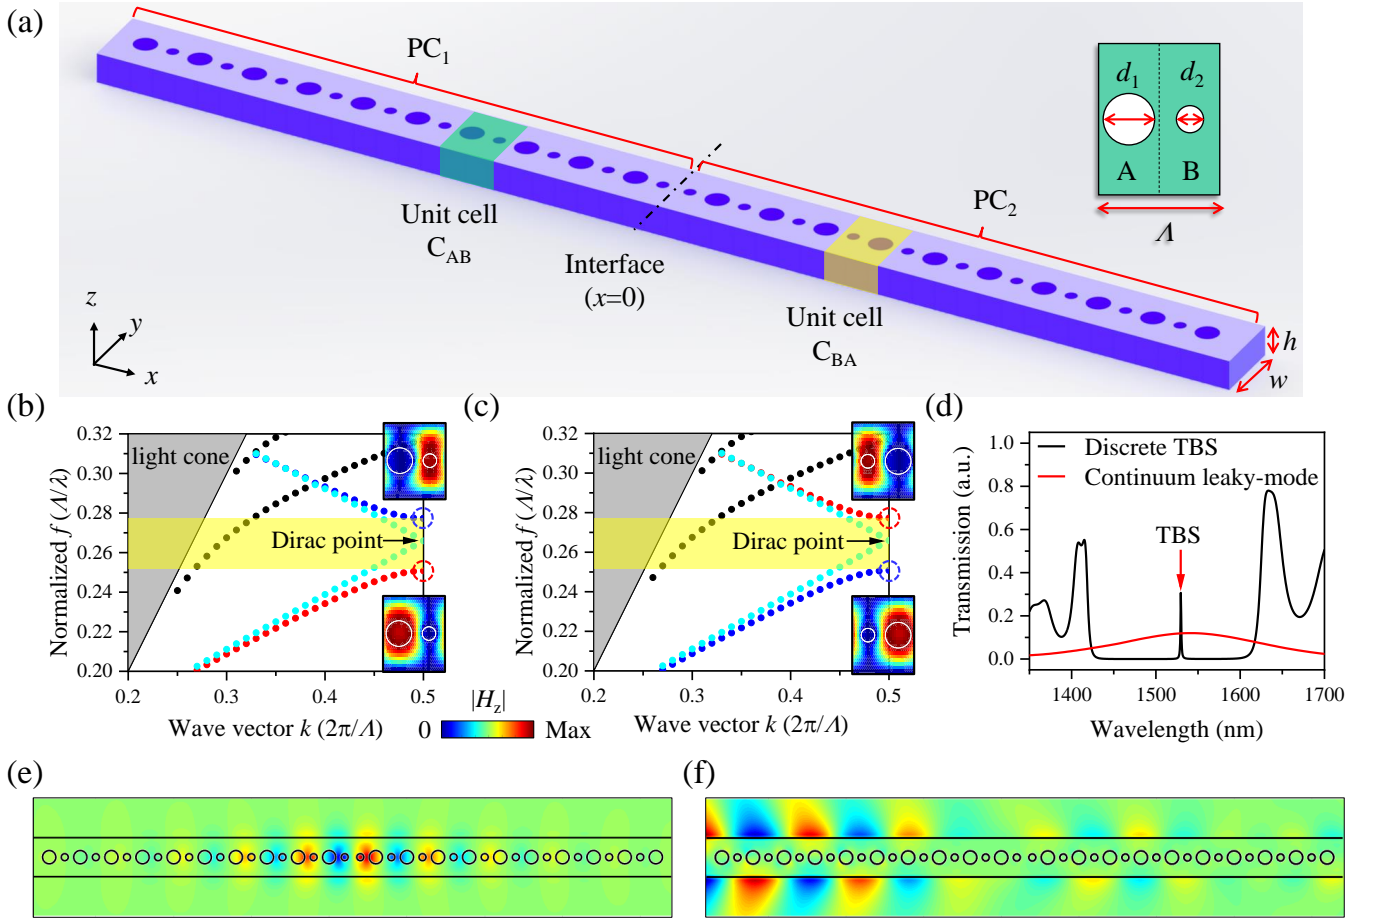 (a)
PC₁
d₁ d₂
A B
Λ
Unit cell
C_AB
Interface
(x=0)
PC₂
Unit cell
C_BA
z
y
x
h
w
(b)
0.32
0.30
0.28
0.26
0.24
0.22
0.20
Normalized f (Λ/λ)
light cone
Dirac point
0.2 0.3 0.4 0.5
Wave vector k (2π/Λ)
|H_z|
0 Max
(c)
0.32
0.30
0.28
0.26
0.24
0.22
0.20
Normalized f (Λ/λ)
light cone
Dirac point
0.2 0.3 0.4 0.5
Wave vector k (2π/Λ)
(d)
1.0
0.8
0.6
0.4
0.2
0.0
Transmission (a.u.)
Discrete TBS
Continuum leaky-mode
TBS
1400 1500 1600 1700
Wavelength (nm)
(e)
(f)